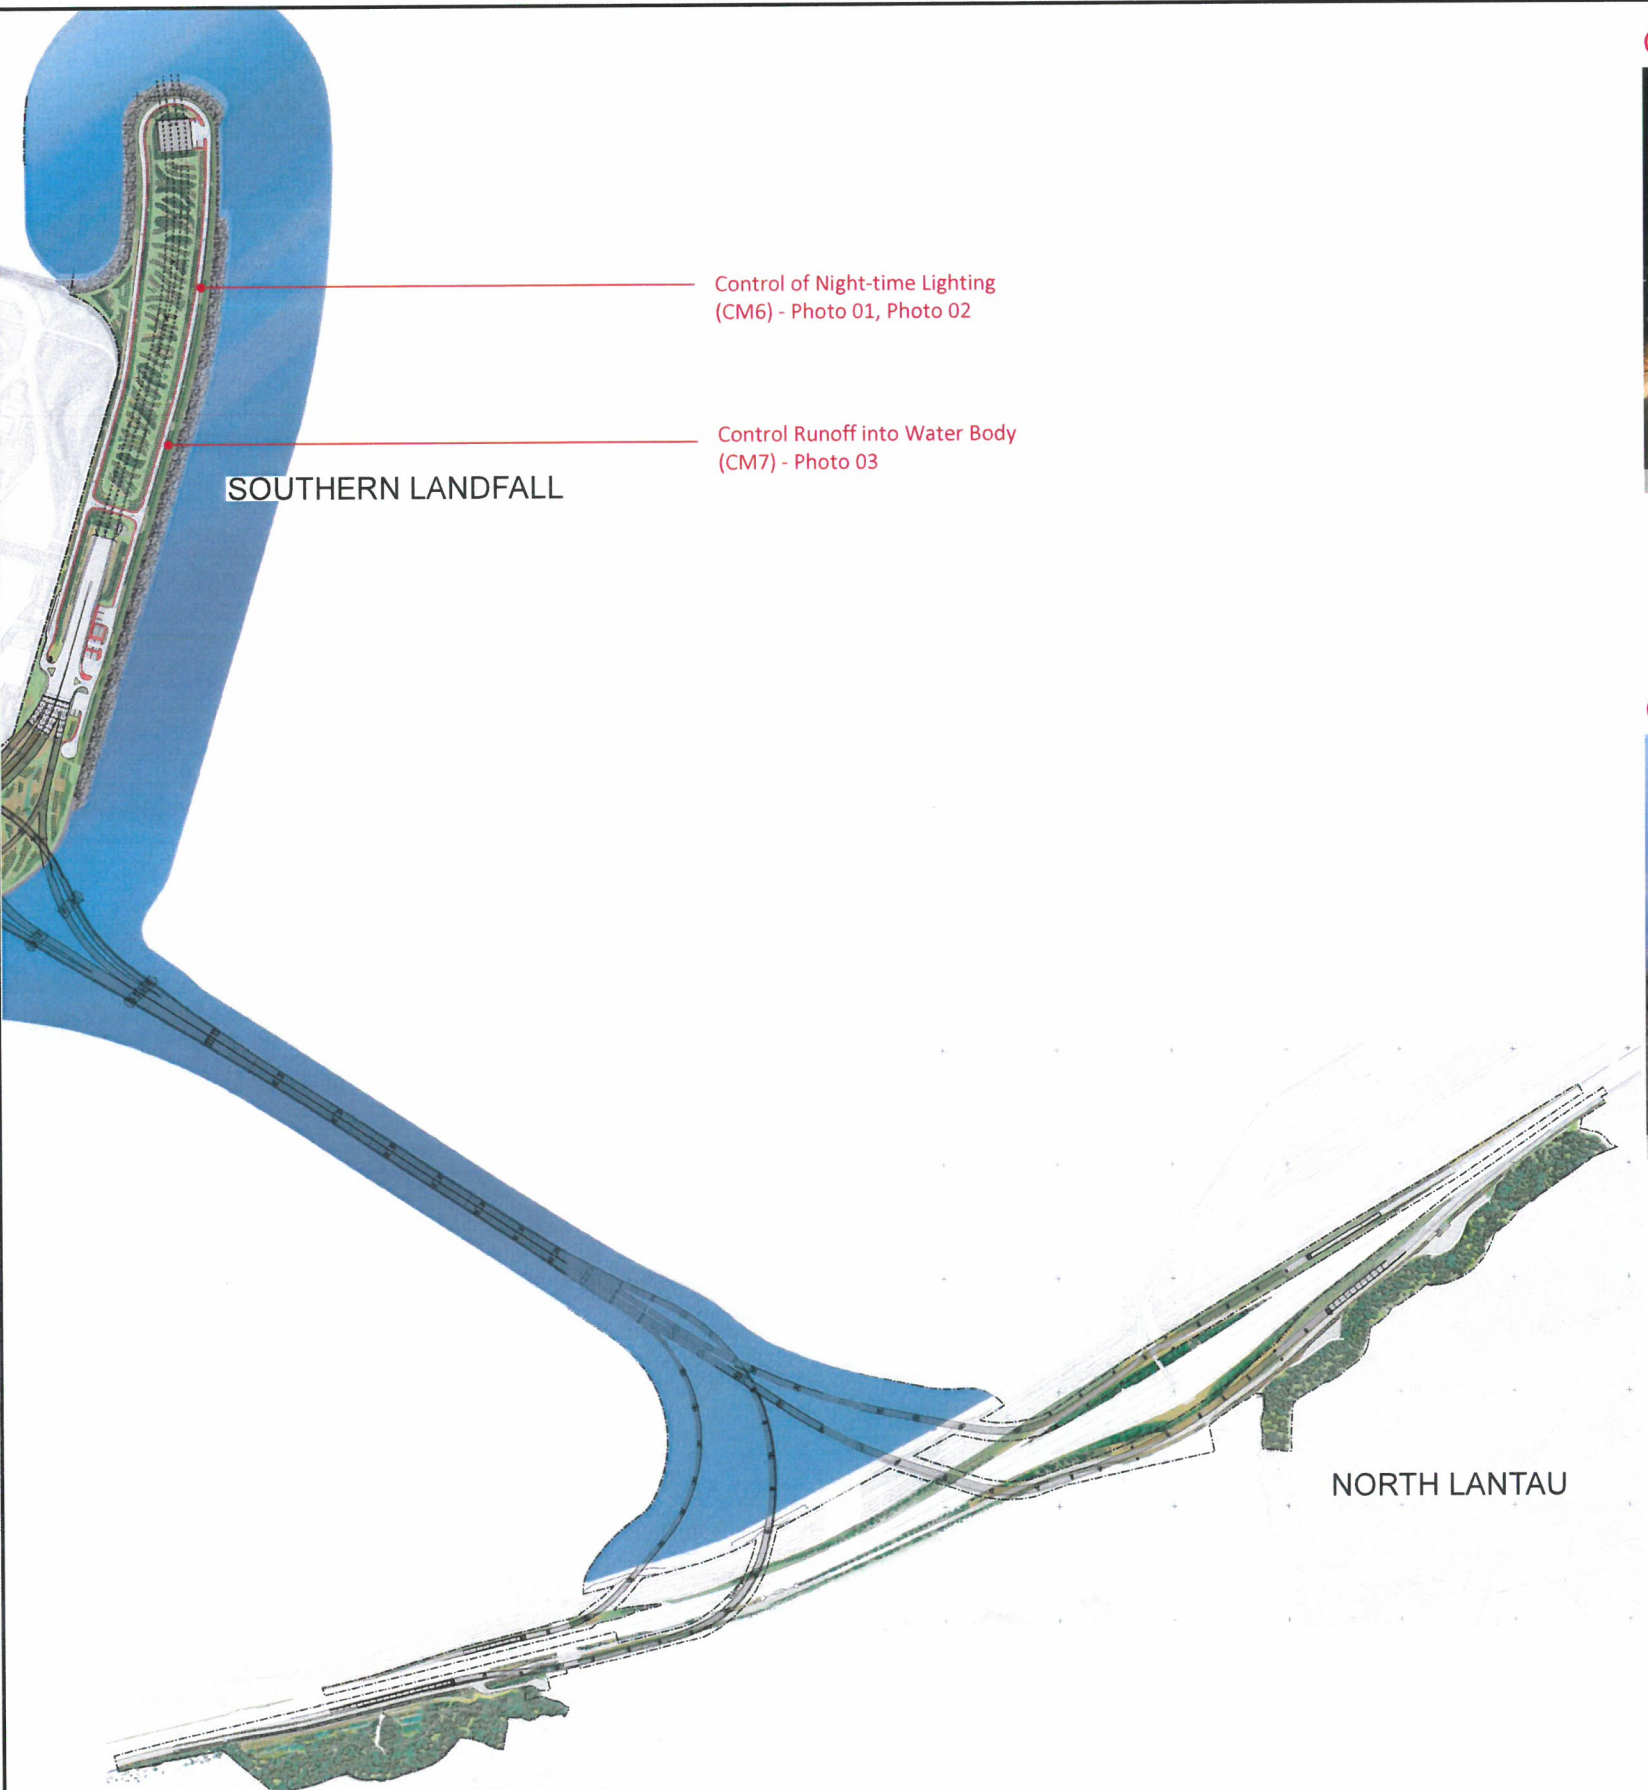 Control of Night-time Lighting
(CM6) - Photo 01, Photo 02
Control Runoff into Water Body
(CM7) - Photo 03
SOUTHERN LANDFALL
NORTH LANTAU